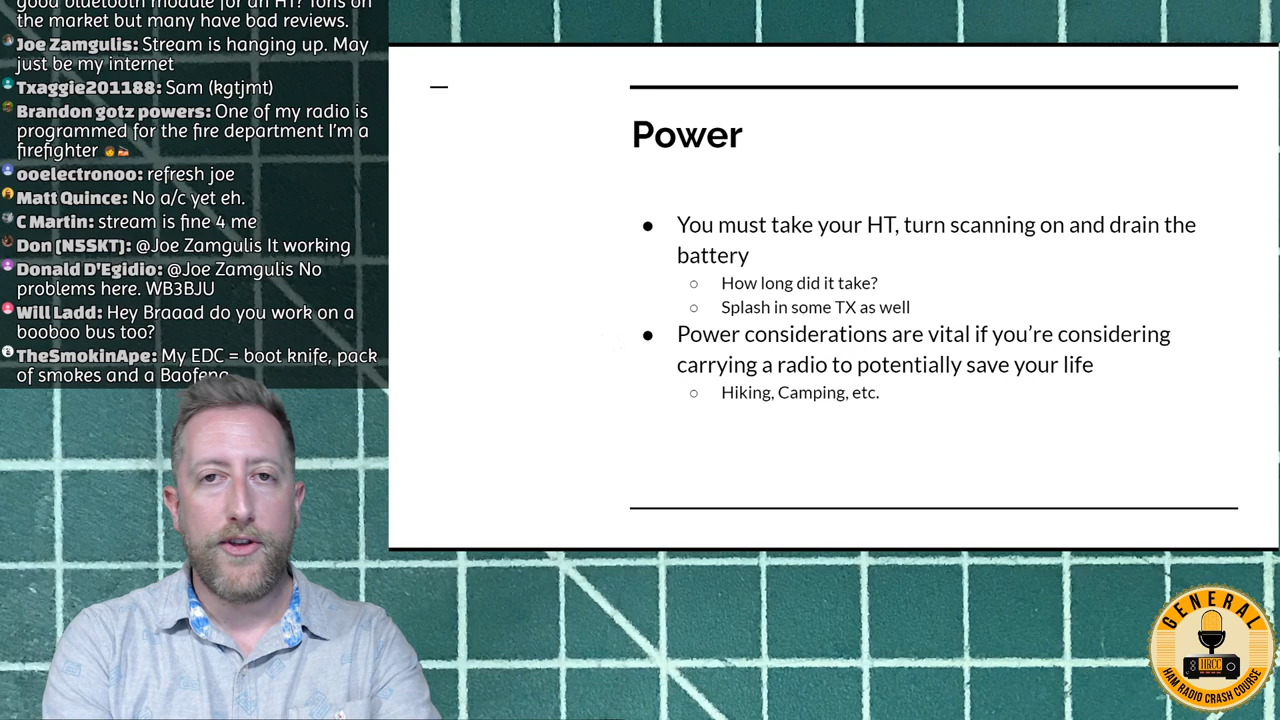 good bluetooth module for an HT? Tons on
the market but many have bad reviews.
Joe Zamgulis: Stream is hanging up. May
just be my internet
Txaggie201188: Sam (kgtjmt)
Brandon gotz powers: One of my radio is
programmed for the fire department I'm a
firefighter
ooelectronoo: refresh joe
Matt Quince: No a/c yet eh.
C Martin: stream is fine 4 me
Don (N5SKT): @Joe Zamgulis It working
Donald D'Egidio: @Joe Zamgulis No
problems here. WB3BJU
Will Ladd: Hey Braaad do you work on a
booboo bus too?
TheSmokinApe: My EDC = boot knife, pack
of smokes and a Baofeng
Power
● You must take your HT, turn scanning on and drain the
battery
○ How long did it take?
○ Splash in some TX as well
● Power considerations are vital if you're considering
carrying a radio to potentially save your life
○ Hiking, Camping, etc.
GENERAL
HRCC
HAM RADIO CRASH COURSE